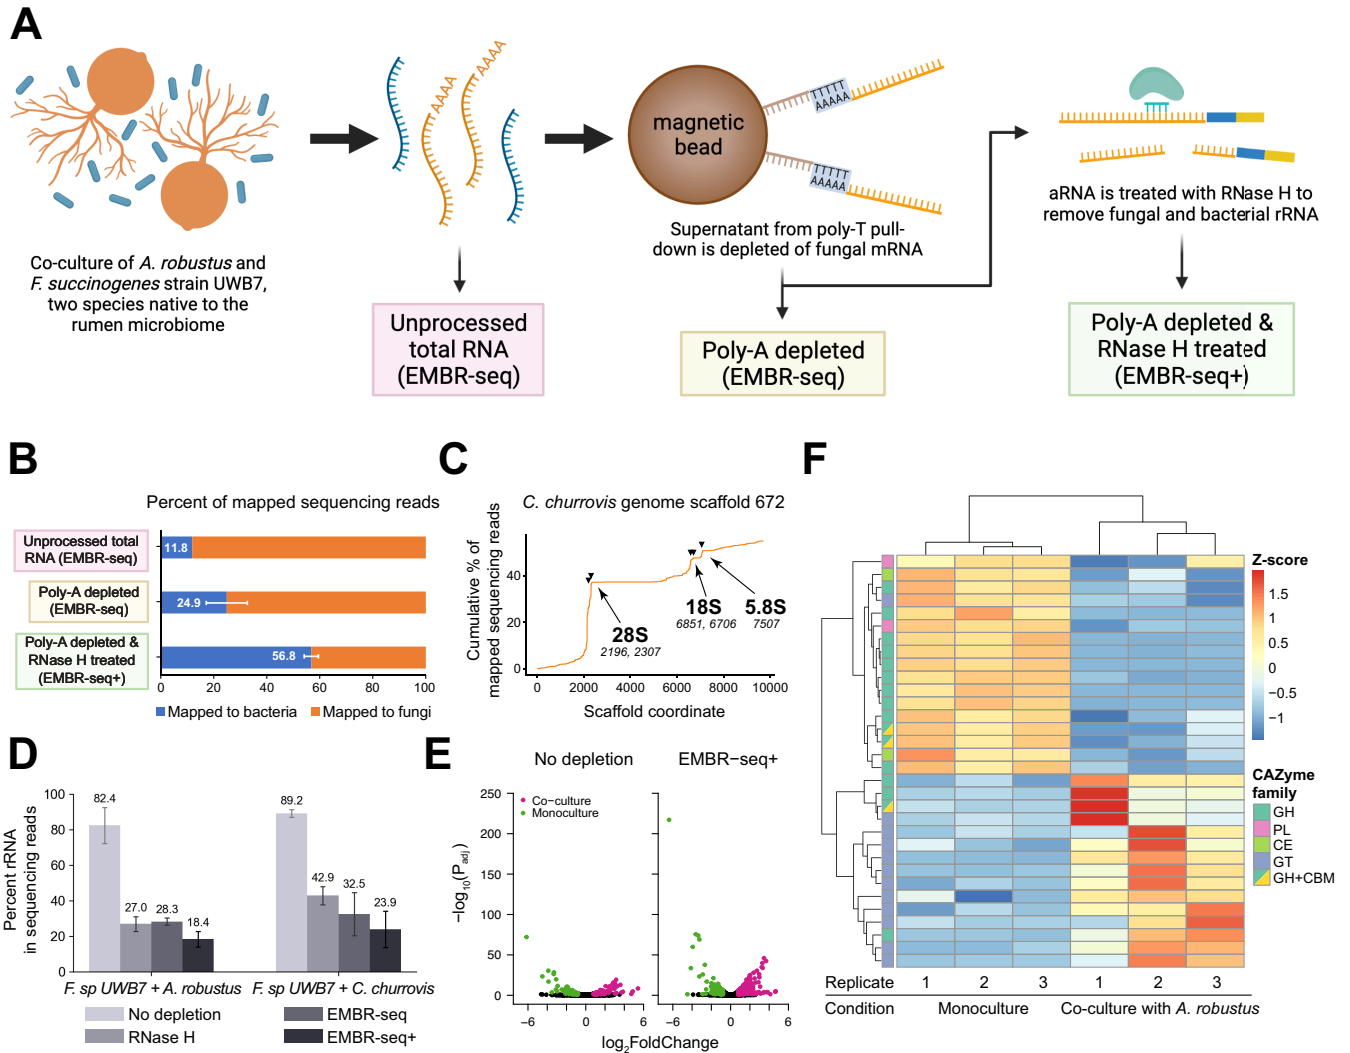 A
AAAA
AAAA
magnetic
bead
TTTTT
AAAAA
TTTTT
AAAAA
Co-culture of A. robustus and
F. succinogenes strain UWB7,
two species native to the
rumen microbiome
Supernatant from poly-T pull-
down is depleted of fungal mRNA
aRNA is treated with RNase H to
remove fungal and bacterial rRNA
Unprocessed
total RNA
(EMBR-seq)
Poly-A depleted
(EMBR-seq)
Poly-A depleted &
RNase H treated
(EMBR-seq+)
B
Percent of mapped sequencing reads
Unprocessed total
RNA (EMBR-seq)
11.8
Poly-A depleted
(EMBR-seq)
24.9
Poly-A depleted &
RNase H treated
(EMBR-seq+)
56.8
0 20 40 60 80 100
Mapped to bacteria Mapped to fungi
C
C. churrovis genome scaffold 672
Cumulative % of
mapped sequencing reads
40
20
0
28S
2196, 2307
18S
6851, 6706
5.8S
7507
0 2000 4000 6000 8000 10000
Scaffold coordinate
D
Percent rRNA
in sequencing reads
100
80
60
40
20
0
82.4
27.0 28.3
18.4
89.2
42.9
32.5
23.9
F. sp UWB7 + A. robustus F. sp UWB7 + C. churrovis
No depletion EMBR-seq
RNase H EMBR-seq+
E
No depletion EMBR−seq+
Co-culture
Monoculture
−log10(Padj)
250
200
150
100
50
0
−6 0 6 −6 0 6
log2FoldChange
F
Z-score
1.5
1
0.5
0
−0.5
−1
CAZyme
family
GH
PL
CE
GT
GH+CBM
Replicate 1 2 3 1 2 3
Condition Monoculture Co-culture with A. robustus